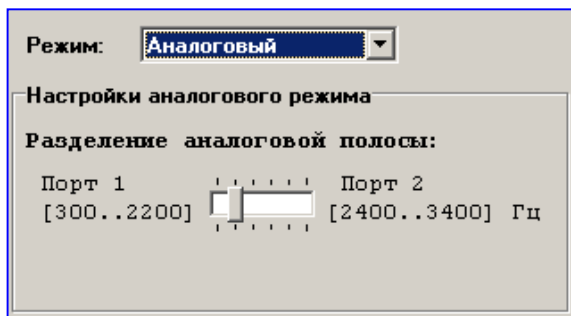 Режим: Аналоговый
Настройки аналогового режима
Разделение аналоговой полосы:
Порт 1 Порт 2
[300..2200] [2400..3400] Гц